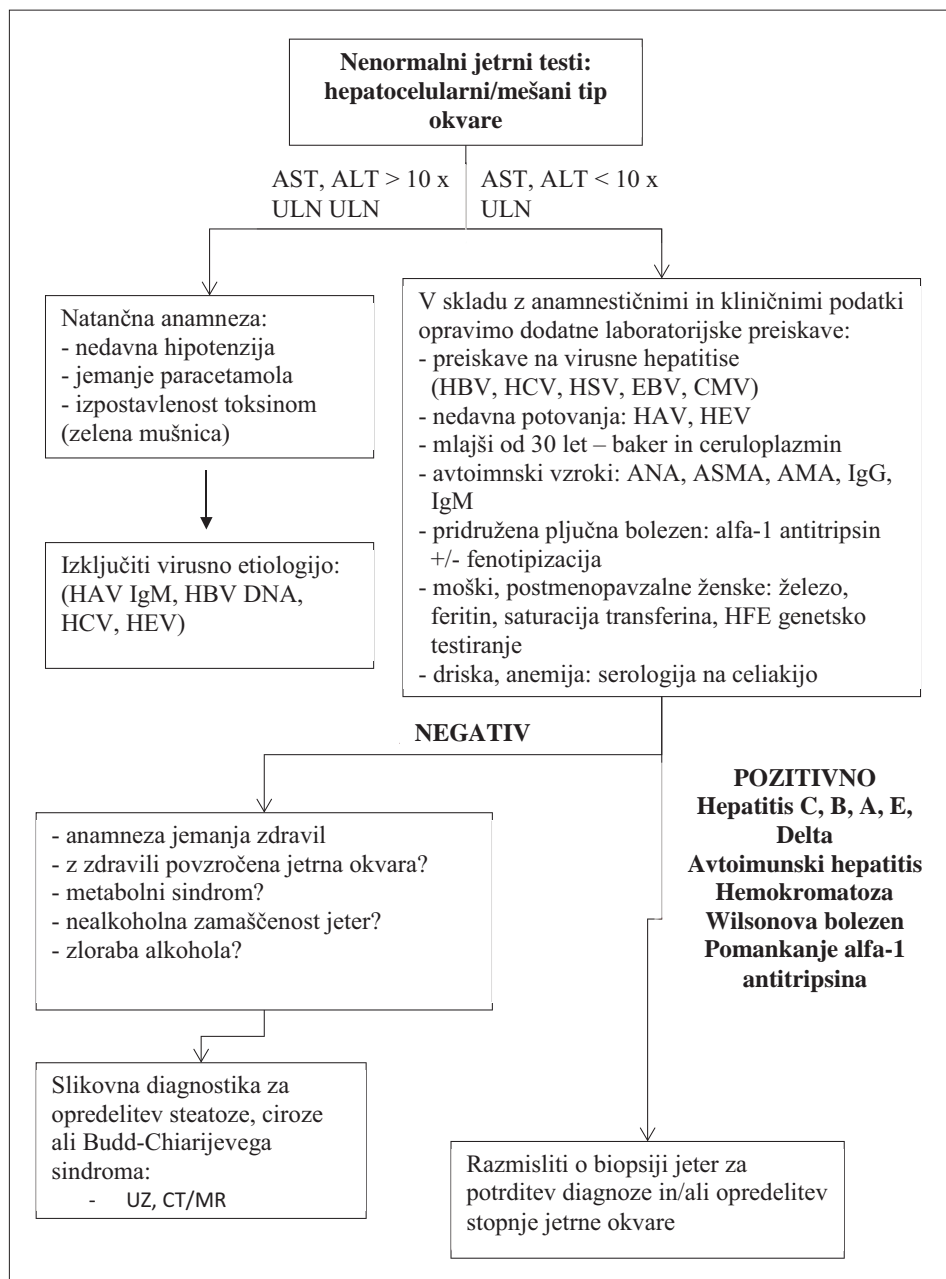 Nenormalni jetrni testi:
hepatocelularni/mešani tip
okvare
AST, ALT > 10 x
ULN ULN
AST, ALT < 10 x
ULN
Natančna anamneza:
- nedavna hipotenzija
- jemanje paracetamola
- izpostavlenost toksinom
(zelena mušnica)
Izključiti virusno etiologijo:
(HAV IgM, HBV DNA,
HCV, HEV)
V skladu z anamnestičnimi in kliničnimi podatki
opravimo dodatne laboratorijske preiskave:
- preiskave na virusne hepatitise
(HBV, HCV, HSV, EBV, CMV)
- nedavna potovanja: HAV, HEV
- mlajši od 30 let – baker in ceruloplazmin
- avtoimnski vzroki: ANA, ASMA, AMA, IgG,
IgM
- pridružena pljučna bolezen: alfa-1 antitripsin
+/- fenotipizacija
- moški, postmenopavzalne ženske: železo,
feritin, saturacija transferina, HFE genetsko
testiranje
- driska, anemija: serologija na celiakijo
NEGATIV
- anamneza jemanja zdravil
- z zdravili povzročena jetrna okvara?
- metabolni sindrom?
- nealkoholna zamaščenost jeter?
- zloraba alkohola?
Slikovna diagnostika za
opredelitev steatoze, ciroze
ali Budd-Chiarijevega
sindroma:
- UZ, CT/MR
POZITIVNO
Hepatitis C, B, A, E,
Delta
Avtoimunski hepatitis
Hemokromatoza
Wilsonova bolezen
Pomankanje alfa-1
antitripsina
Razmisliti o biopsiji jeter za
potrditev diagnoze in/ali opredelitev
stopnje jetrne okvare